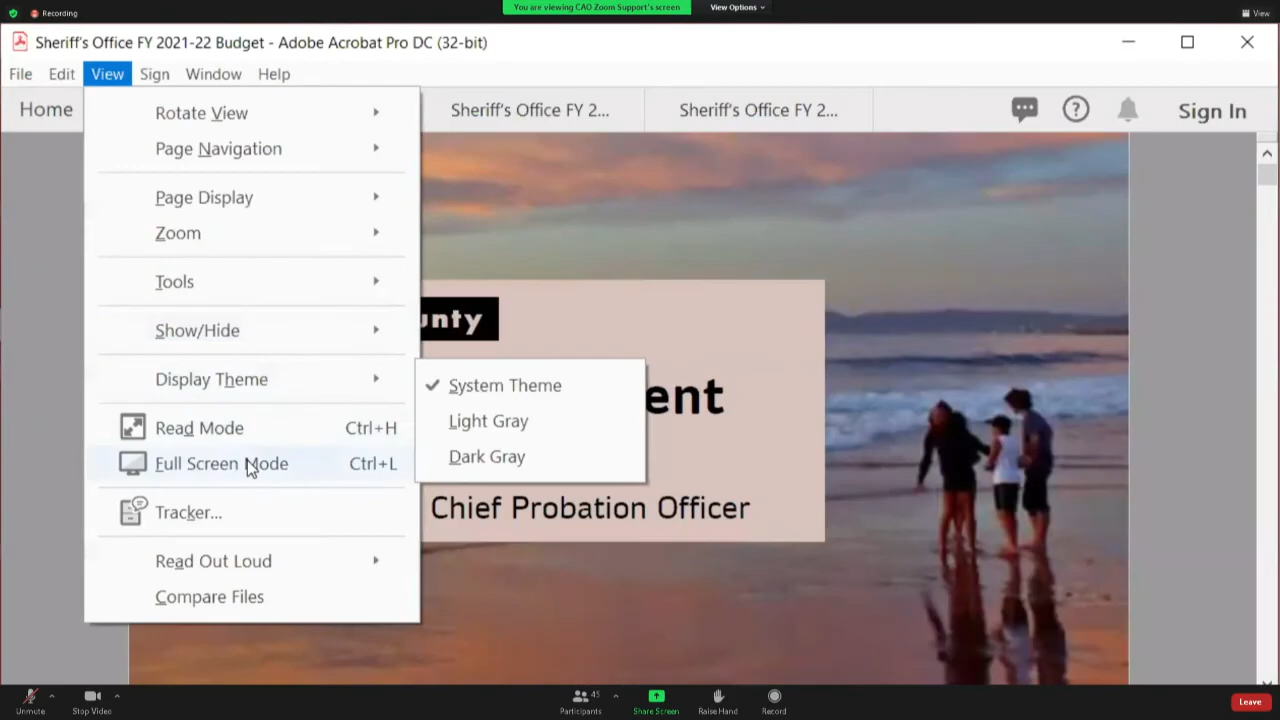 Recording
You are viewing CAO Zoom Support's screen
View Options
View
Sheriff's Office FY 2021-22 Budget - Adobe Acrobat Pro DC (32-bit)
File Edit View Sign Window Help
Home
Sheriff's Office FY 2...
Sheriff's Office FY 2...
Sign In
Rotate View
Page Navigation
Page Display
Zoom
Tools
Show/Hide
Display Theme
Read Mode Ctrl+H
Full Screen Mode Ctrl+L
Tracker...
Read Out Loud
Compare Files
System Theme
Light Gray
Dark Gray
unty
ent
Chief Probation Officer
Unmute
Stop Video
45
Participants
Share Screen
Raise Hand
Record
Leave